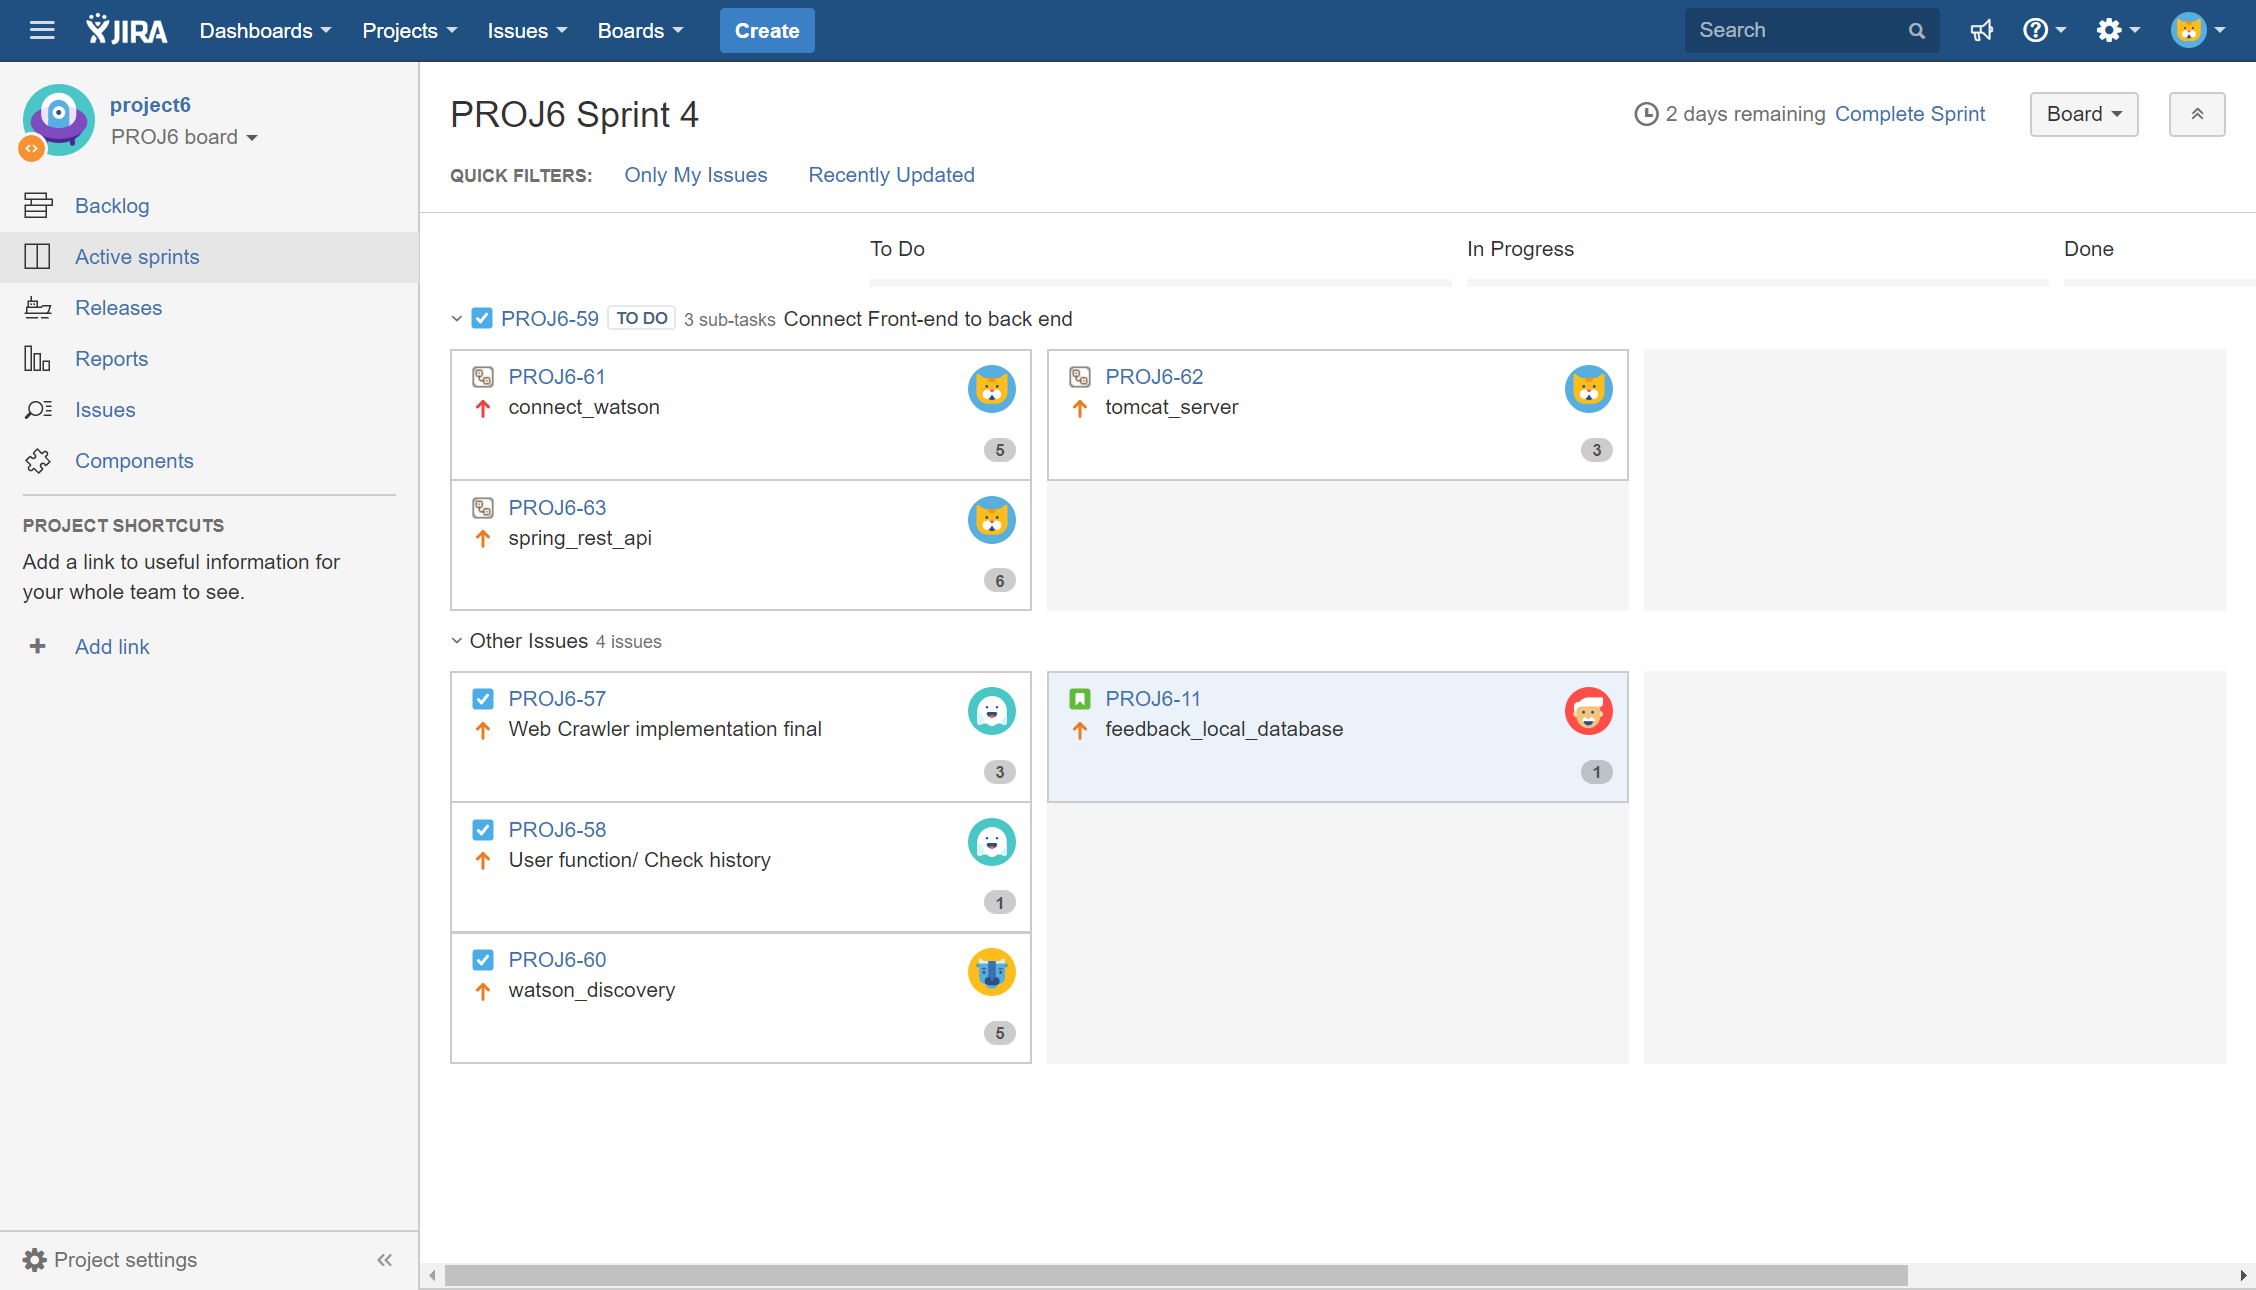 JIRA Dashboards Projects Issues Boards Create Search
project6
PROJ6 board
Backlog
Active sprints
Releases
Reports
Issues
Components
PROJECT SHORTCUTS
Add a link to useful information for
your whole team to see.
Add link
Project settings
PROJ6 Sprint 4
2 days remaining Complete Sprint Board
QUICK FILTERS: Only My Issues Recently Updated
To Do In Progress Done
PROJ6-59 TO DO 3 sub-tasks Connect Front-end to back end
PROJ6-61
connect_watson
5
PROJ6-62
tomcat_server
3
PROJ6-63
spring_rest_api
6
Other Issues 4 issues
PROJ6-57
Web Crawler implementation final
3
PROJ6-11
feedback_local_database
1
PROJ6-58
User function/ Check history
1
PROJ6-60
watson_discovery
5